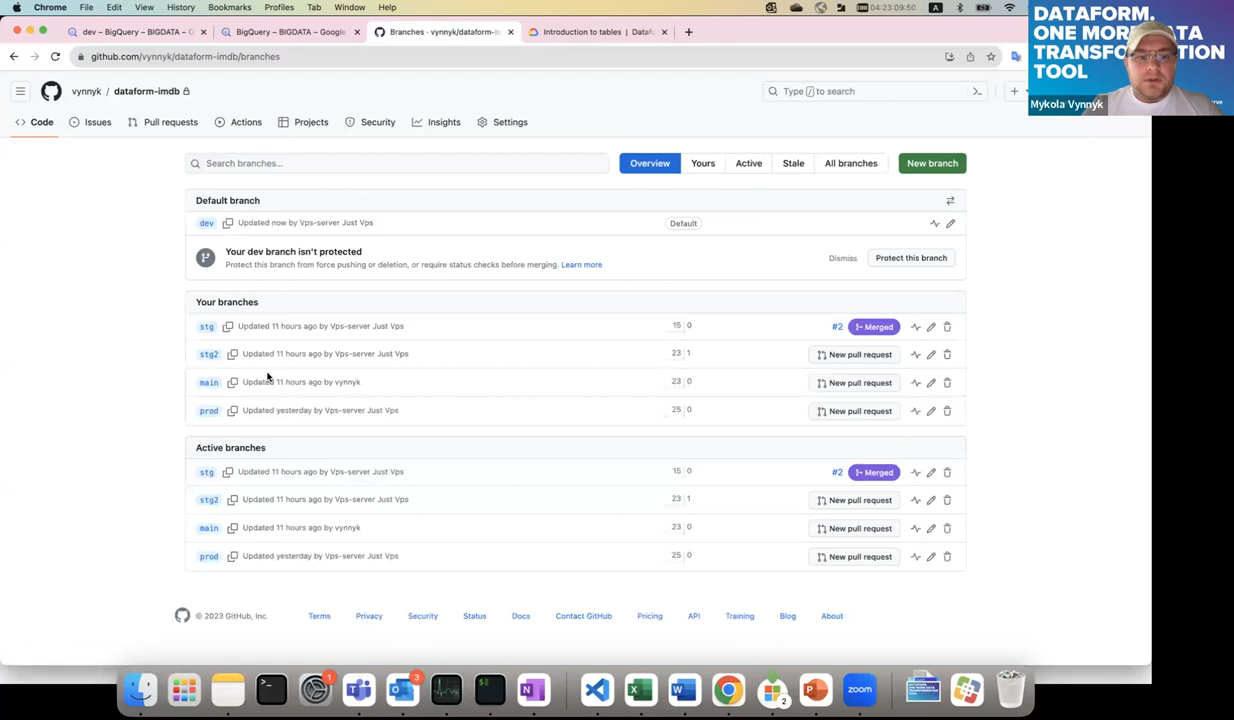 Chrome File Edit View History Bookmarks Profiles Tab Window Help 04:23:09:50 A
dev – BigQuery – BIGDATA – G
BigQuery – BIGDATA – Google
Branches · vynnyk/dataform-i
Introduction to tables | Datafo
github.com/vynnyk/dataform-imdb/branches
DATAFORM.
ONE MORE DATA
TRANSFORMATION
TOOL
Mykola Vynnyk
vynnyk / dataform-imdb
Type / to search
Code Issues Pull requests Actions Projects Security Insights Settings
Search branches...
Overview Yours Active Stale All branches New branch
Default branch
dev Updated now by Vps-server Just Vps Default
Your dev branch isn't protected
Protect this branch from force pushing or deletion, or require status checks before merging. Learn more
Dismiss Protect this branch
Your branches
stg Updated 11 hours ago by Vps-server Just Vps 15 0 #2 Merged
stg2 Updated 11 hours ago by Vps-server Just Vps 23 1 New pull request
main Updated 11 hours ago by vynnyk 23 0 New pull request
prod Updated yesterday by Vps-server Just Vps 25 0 New pull request
Active branches
stg Updated 11 hours ago by Vps-server Just Vps 15 0 #2 Merged
stg2 Updated 11 hours ago by Vps-server Just Vps 23 1 New pull request
main Updated 11 hours ago by vynnyk 23 0 New pull request
prod Updated yesterday by Vps-server Just Vps 25 0 New pull request
© 2023 GitHub, Inc. Terms Privacy Security Status Docs Contact GitHub Pricing API Training Blog About
1
3
2
zoom